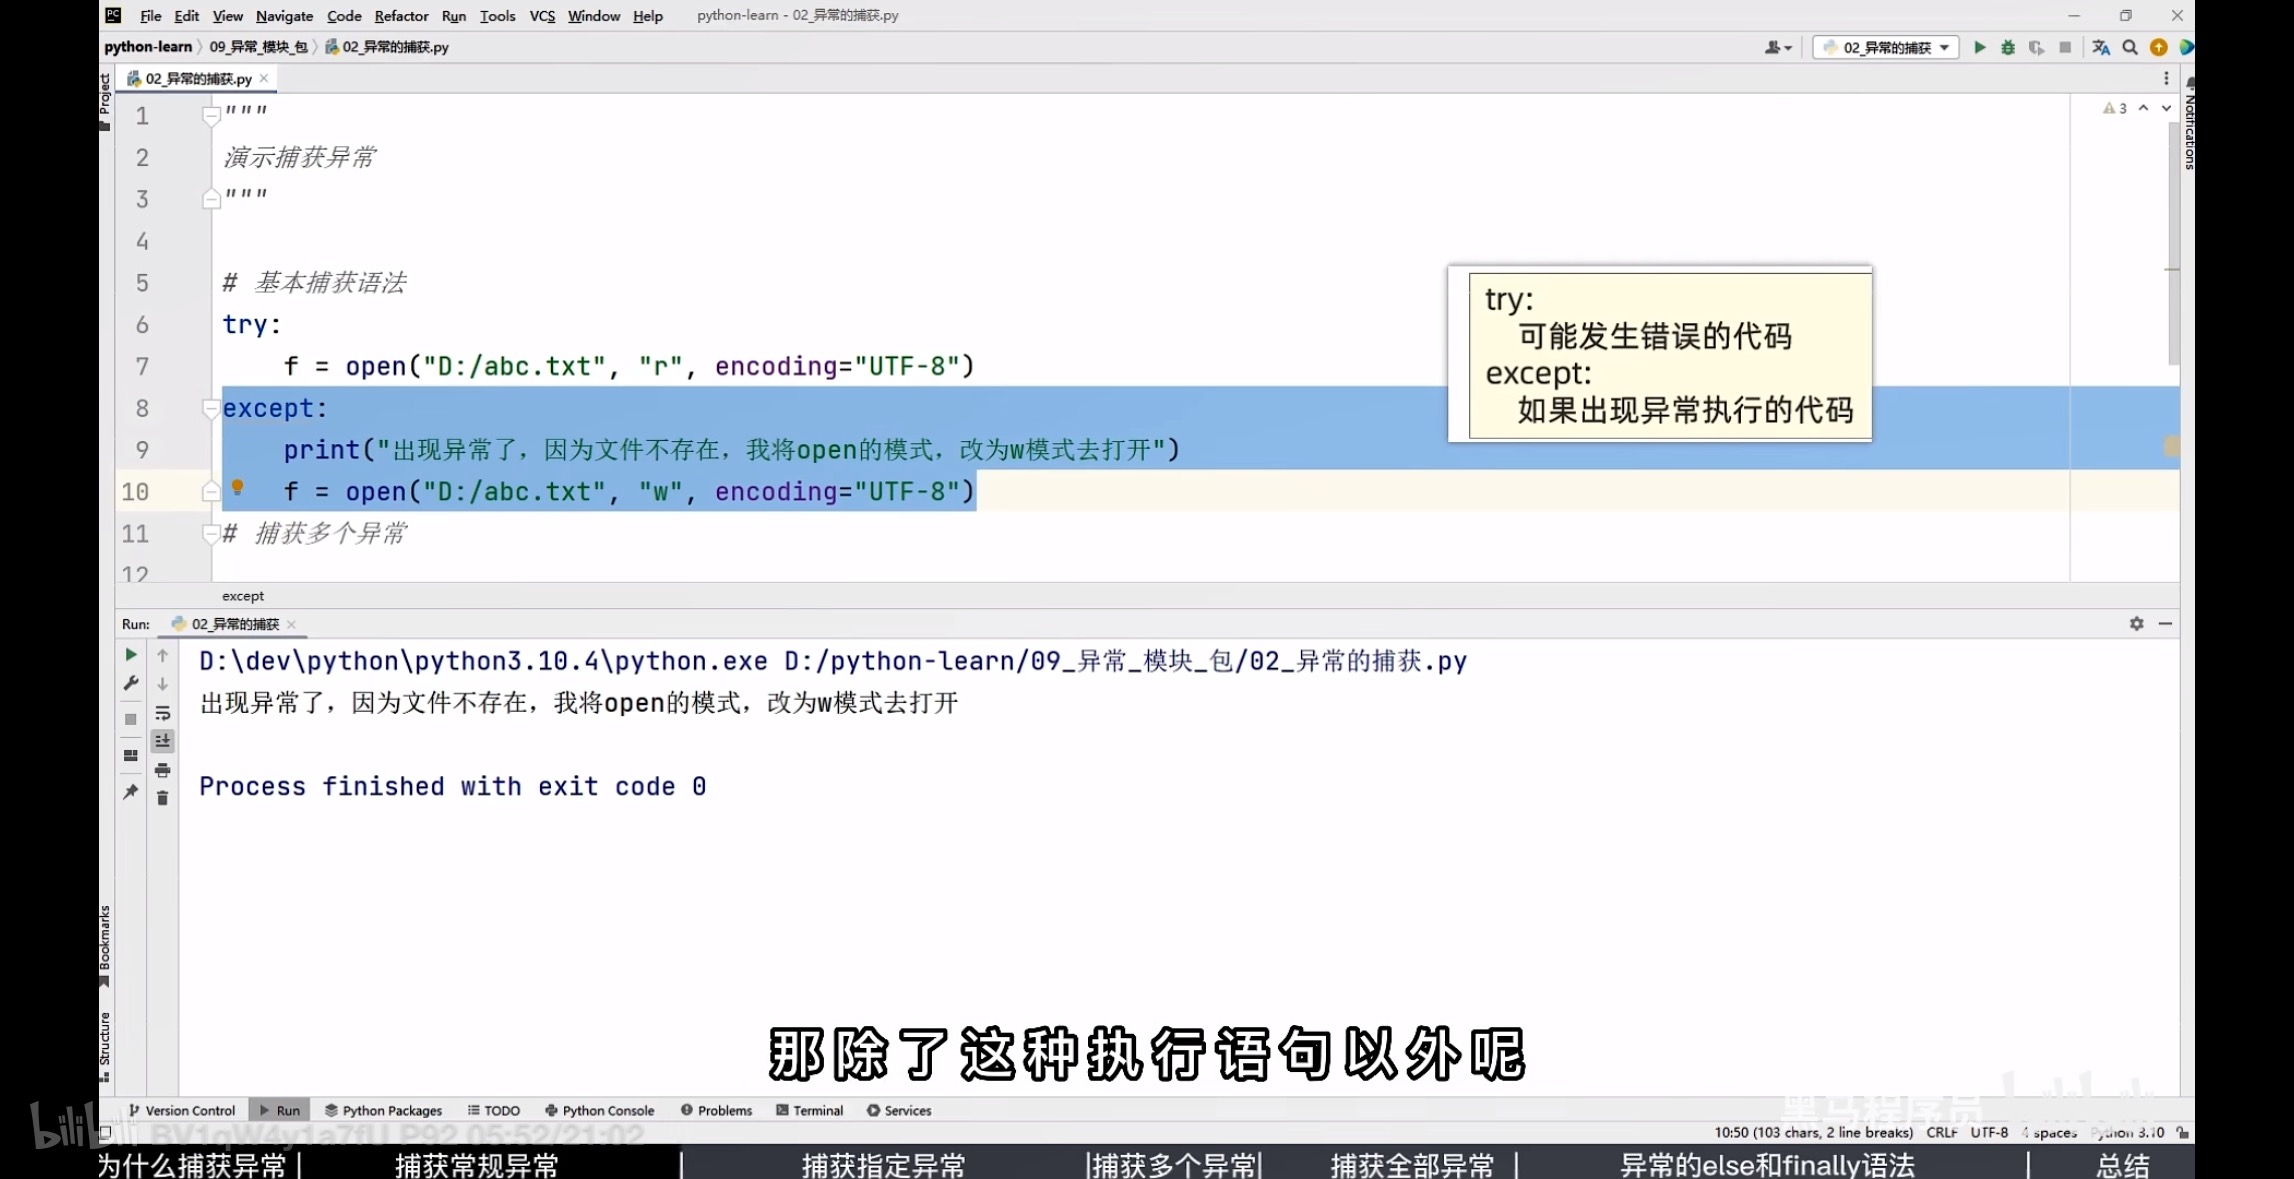 File Edit View Navigate Code Refactor Run Tools VCS Window Help python-learn - 02_异常的捕获.py
python-learn 〉 09_异常_模块_包 〉 02_异常的捕获.py
02_异常的捕获
02_异常的捕获.py
Project
Notifications
3
1 """
2 演示捕获异常
3 """
4
5 # 基本捕获语法
6 try:
7 f = open("D:/abc.txt", "r", encoding="UTF-8")
8 except:
9 print("出现异常了，因为文件不存在，我将open的模式，改为w模式去打开")
10 f = open("D:/abc.txt", "w", encoding="UTF-8")
11 # 捕获多个异常
12
try:
可能发生错误的代码
except:
如果出现异常执行的代码
except
Run: 02_异常的捕获
D:\dev\python\python3.10.4\python.exe D:/python-learn/09_异常_模块_包/02_异常的捕获.py
出现异常了，因为文件不存在，我将open的模式，改为w模式去打开
Process finished with exit code 0
Bookmarks
Structure
那除了这种执行语句以外呢
Version Control Run Python Packages TODO Python Console Problems Terminal Services
黑马程序员
bilibili BV1qW4y1a7fU P92 05:52/21:02
10:50 (103 chars, 2 line breaks) CRLF UTF-8 4 spaces Python 3.10
为什么捕获异常 | 捕获常规异常 | 捕获指定异常 | 捕获多个异常 | 捕获全部异常 | 异常的else和finally语法 | 总结